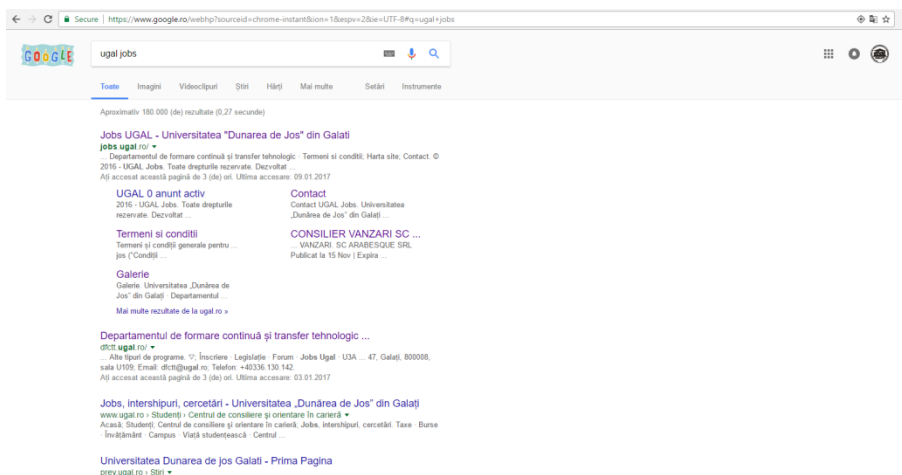 Secure | https://www.google.ro/webhp?sourceid=chrome-instant&ion=1&espv=2&ie=UTF-8#q=ugal+jobs
GOOGLE
ugal jobs
Toate Imagini Videoclipuri Știri Hărți Mai multe Setări Instrumente
Aproximativ 180.000 (de) rezultate (0,27 secunde)
Jobs UGAL - Universitatea "Dunarea de Jos" din Galati
jobs.ugal.ro/
... Departamentul de formare continuă și transfer tehnologic · Termeni si conditii; Harta site; Contact. ©
2016 - UGAL Jobs. Toate drepturile rezervate. Dezvoltat ...
Ați accesat această pagină de 3 (de) ori. Ultima accesare: 09.01.2017
UGAL 0 anunt activ
2016 - UGAL Jobs. Toate drepturile
rezervate. Dezvoltat ...
Contact
Contact UGAL Jobs. Universitatea
„Dunărea de Jos” din Galați ...
Termeni si conditii
Termeni și condiții generale pentru ...
jos ("Condiții ...
CONSILIER VANZARI SC ...
... VANZARI. SC ARABESQUE SRL
Publicat la 15 Nov | Expira ...
Galerie
Galerie. Universitatea „Dunărea de
Jos” din Galați · Departamentul ...
Mai multe rezultate de la ugal.ro »
Departamentul de formare continuă și transfer tehnologic ...
dfctt.ugal.ro/
... Alte tipuri de programe. ▽; Înscriere · Legislație · Forum · Jobs Ugal · U3A ... 47, Galați, 800008,
sala U109; Email: dfctt@ugal.ro; Telefon: +40336.130.142.
Ați accesat această pagină de 3 (de) ori. Ultima accesare: 03.01.2017
Jobs, intershipuri, cercetări - Universitatea „Dunărea de Jos” din Galați
www.ugal.ro › Studenți › Centrul de consiliere și orientare în carieră
Acasă; Studenți; Centrul de consiliere și orientare în carieră; Jobs, intershipuri, cercetări. Taxe · Burse
· Învățământ · Campus · Viață studențească · Centrul ...
Universitatea Dunarea de jos Galati - Prima Pagina
prev.ugal.ro › Stiri